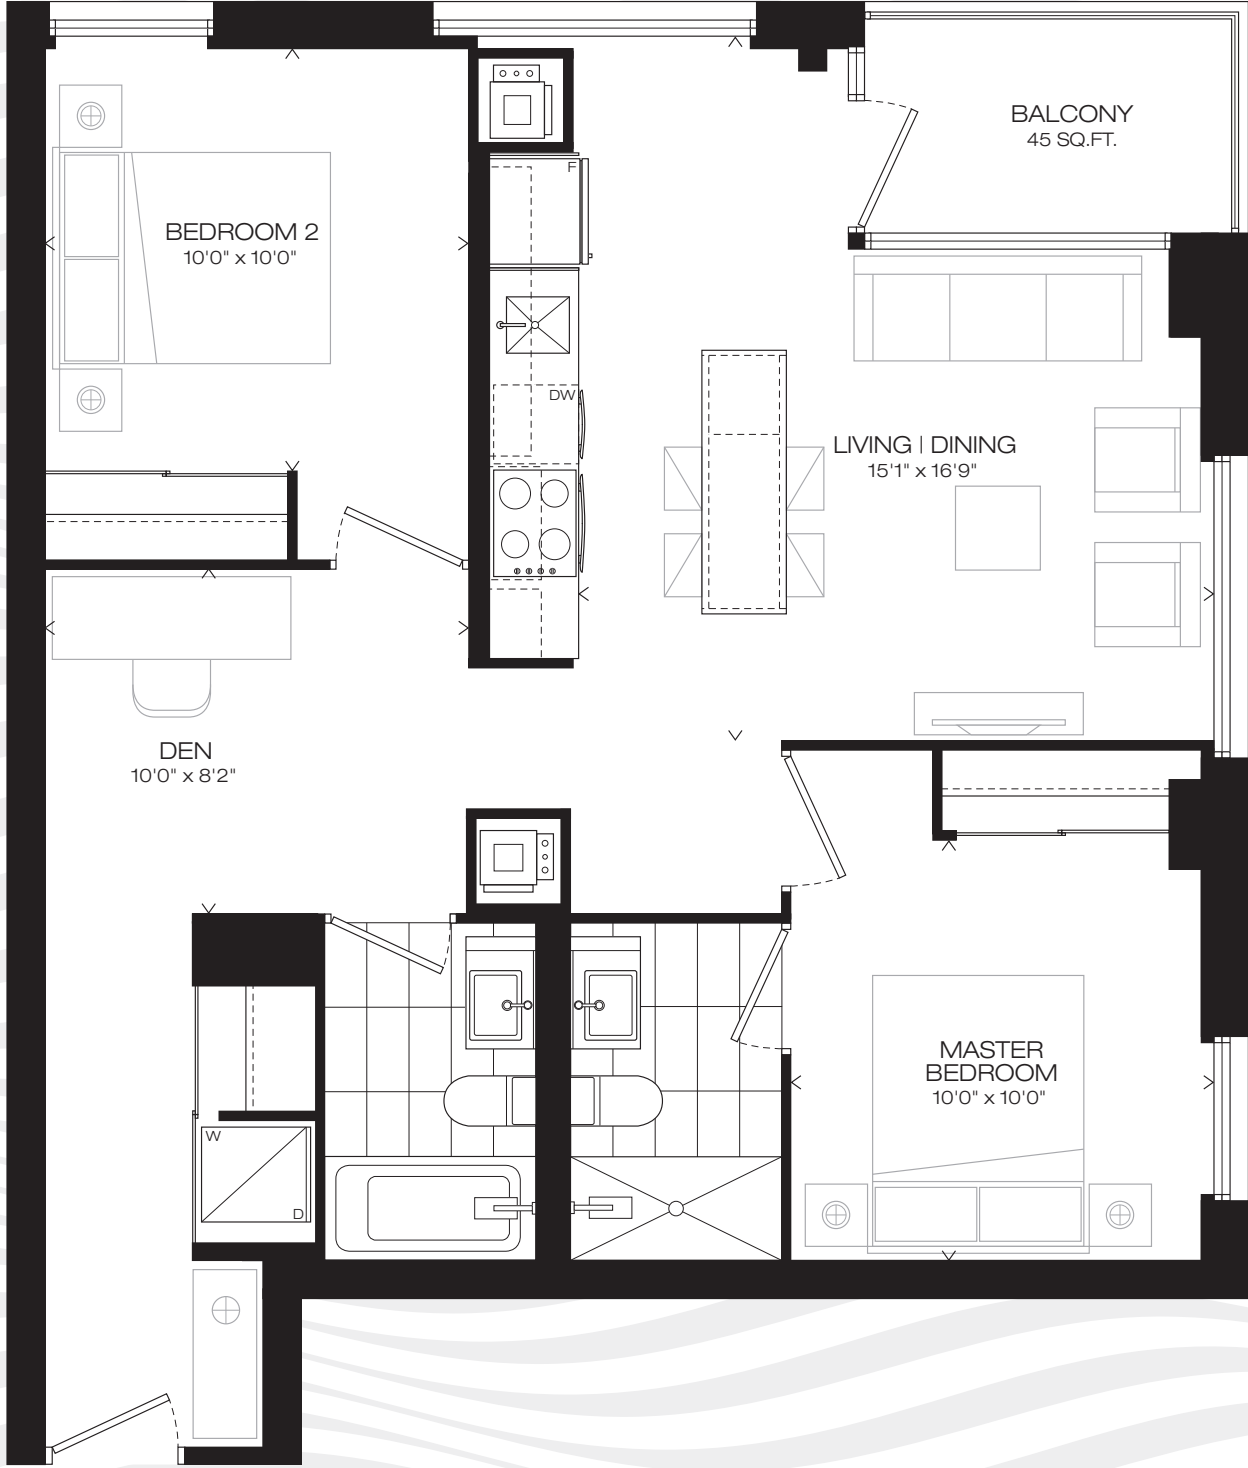 BALCONY
45 SQ.FT.
F
BEDROOM 2
10'0" x 10'0"
DW
LIVING | DINING
15'1" x 16'9"
DEN
10'0" x 8'2"
MASTER
BEDROOM
10'0" x 10'0"
W
D